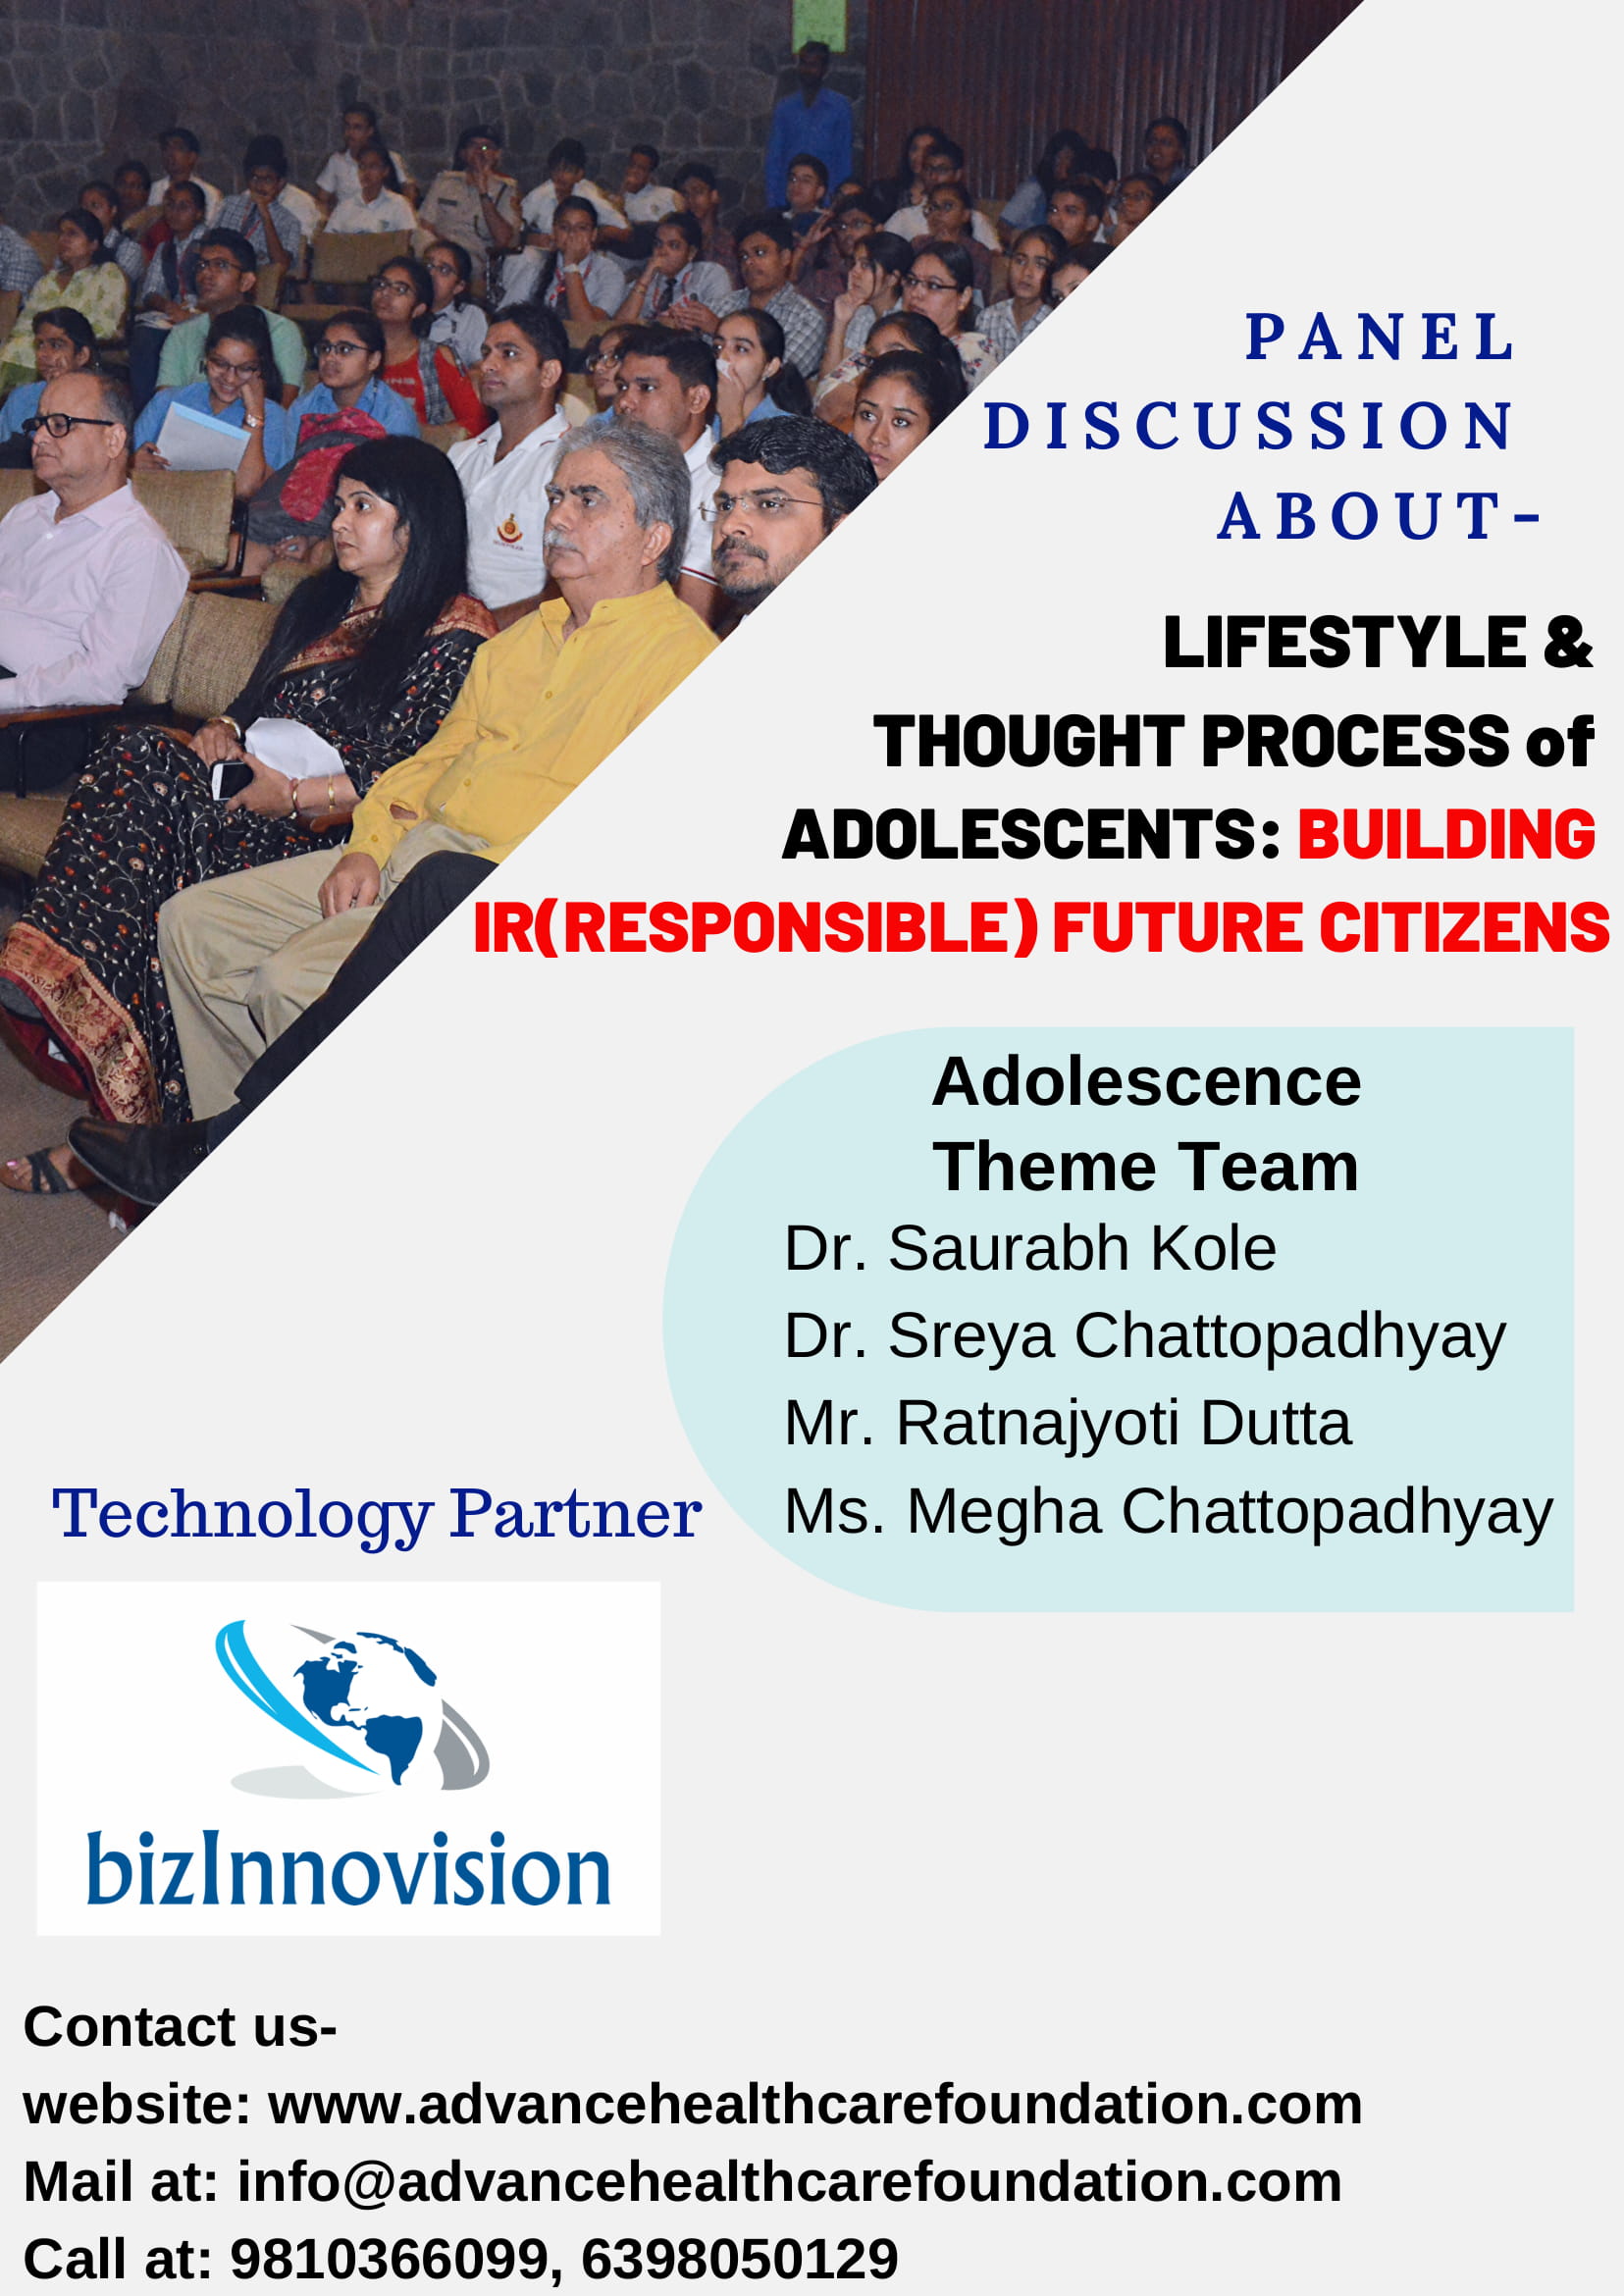 PANEL
DISCUSSION
ABOUT-
LIFESTYLE &
THOUGHT PROCESS of
ADOLESCENTS: BUILDING
IR(RESPONSIBLE) FUTURE CITIZENS
Adolescence
Theme Team
Dr. Saurabh Kole
Dr. Sreya Chattopadhyay
Mr. Ratnajyoti Dutta
Ms. Megha Chattopadhyay
Technology Partner
bizInnovision
Contact us-
website: www.advancehealthcarefoundation.com
Mail at: info@advancehealthcarefoundation.com
Call at: 9810366099, 6398050129